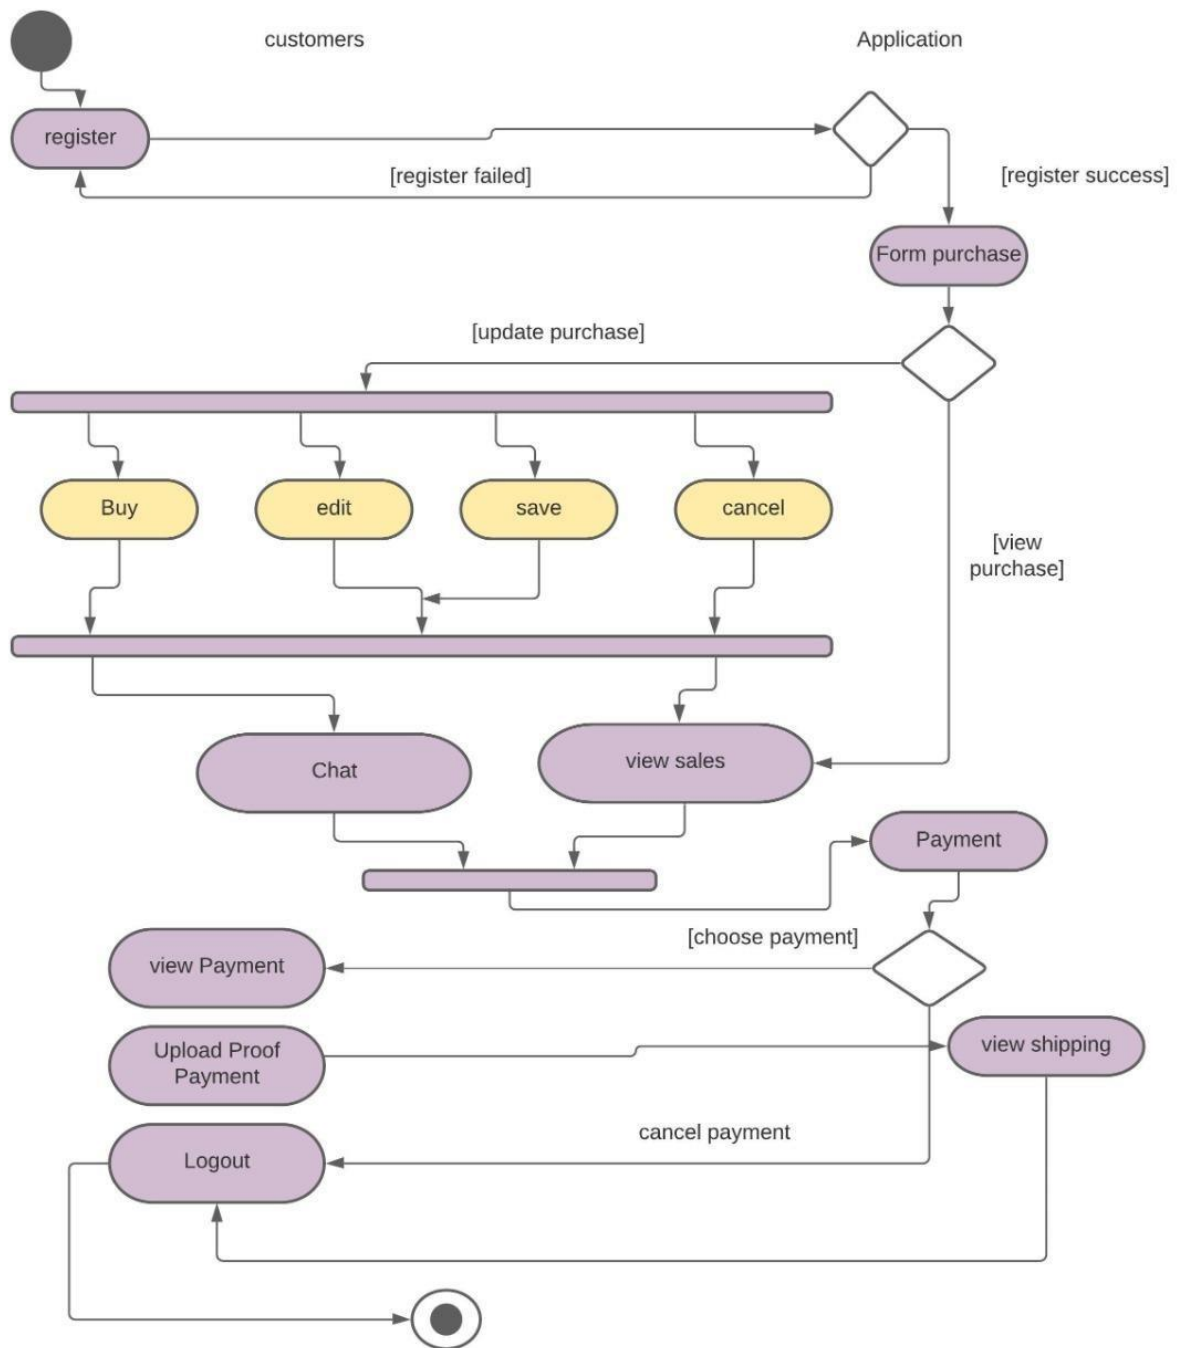 customers
Application
register
[register failed]
[register success]
Form purchase
[update purchase]
Buy
edit
save
cancel
[view
purchase]
Chat
view sales
Payment
[choose payment]
view Payment
Upload Proof
Payment
view shipping
cancel payment
Logout